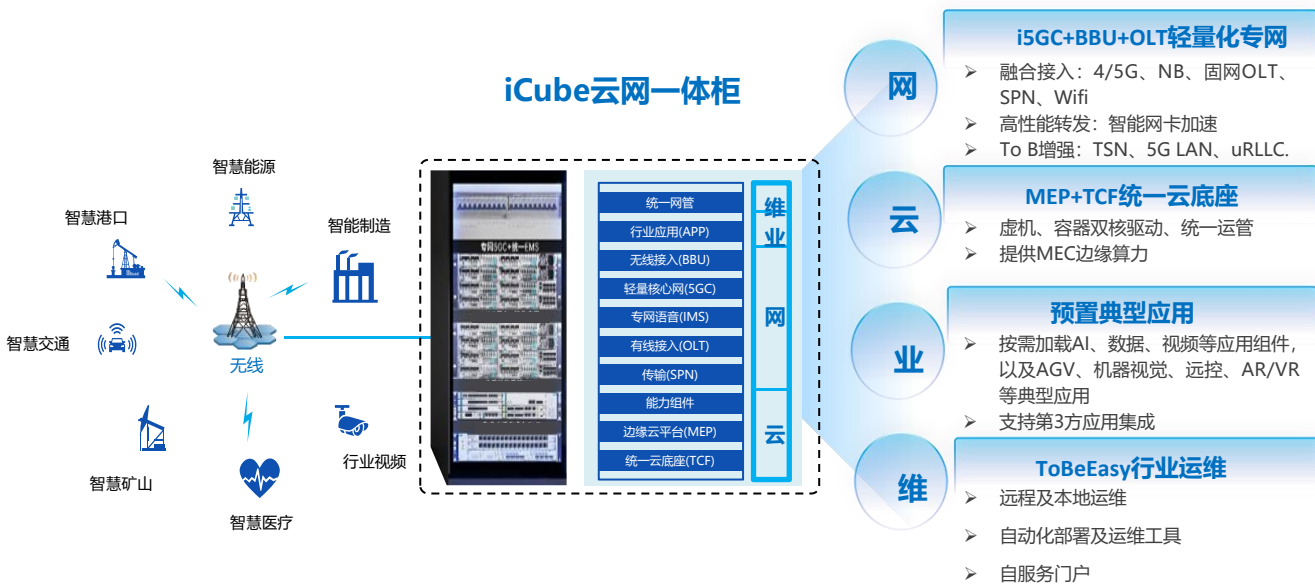 iCube云网一体柜
智慧能源
智慧港口
智能制造
智慧交通
无线
智慧矿山
行业视频
智慧医疗
专网5GC+统一EMS
统一网管
行业应用(APP)
无线接入(BBU)
轻量核心网(5GC)
专网语音(IMS)
有线接入(OLT)
传输(SPN)
能力组件
边缘云平台(MEP)
统一云底座(TCF)
维
业
网
云
网
i5GC+BBU+OLT轻量化专网
➢ 融合接入：4/5G、NB、固网OLT、
SPN、Wifi
➢ 高性能转发：智能网卡加速
➢ To B增强：TSN、5G LAN、uRLLC.
云
MEP+TCF统一云底座
➢ 虚机、容器双核驱动、统一运管
➢ 提供MEC边缘算力
业
预置典型应用
➢ 按需加载AI、数据、视频等应用组件，
以及AGV、机器视觉、远控、AR/VR
等典型应用
➢ 支持第3方应用集成
维
ToBeEasy行业运维
➢ 远程及本地运维
➢ 自动化部署及运维工具
➢ 自服务门户